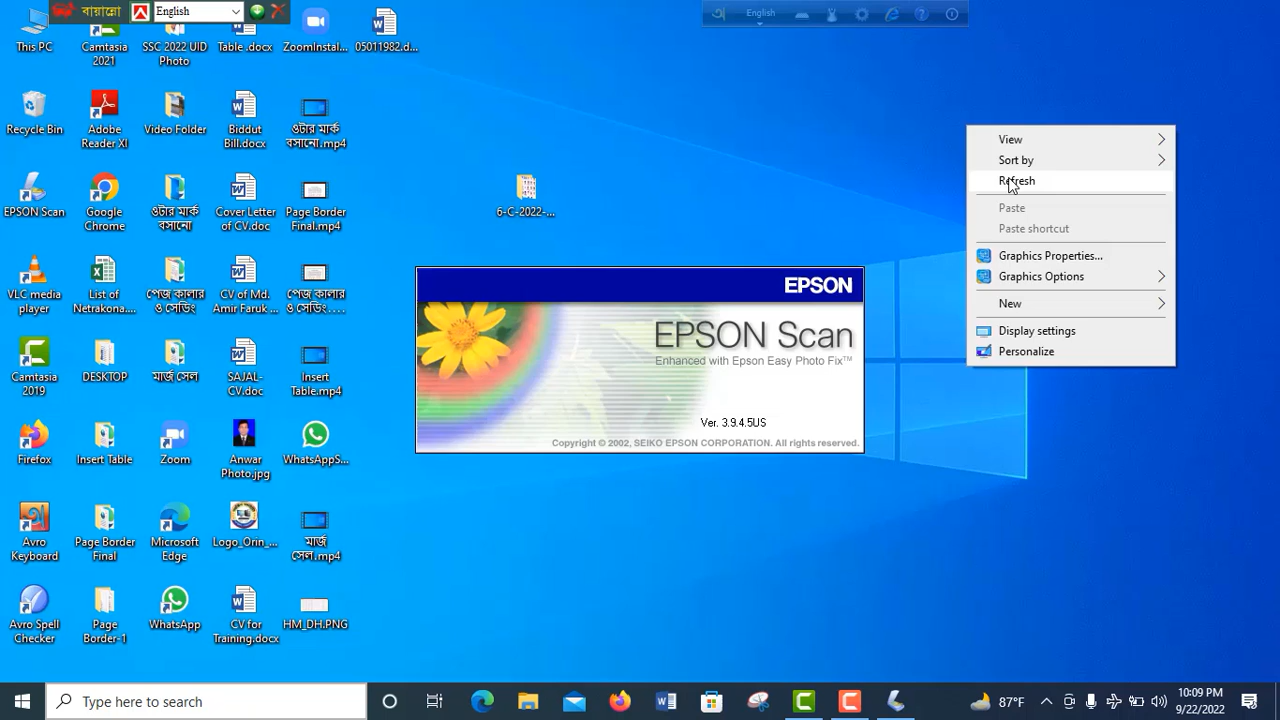 বায়ান্নো
English
English
This PC
Camtasia
2021
SSC 2022 UID
Photo
Table .docx
ZoomInstal...
05011982.d...
Recycle Bin
Adobe
Reader XI
Video Folder
Biddut
Bill.docx
ওটার মার্ক
বসানো.mp4
EPSON Scan
Google
Chrome
ওটার মার্ক
বসানো
Cover Letter
of CV.doc
Page Border
Final.mp4
6-C-2022-...
VLC media
player
List of
Netrakona....
পেজ কালার
ও সেডিং
CV of Md.
Amir Faruk ...
পেজ কালার
ও সেডিং....
Camtasia
2019
DESKTOP
মার্জ সেল
SAJAL-
CV.doc
Insert
Table.mp4
Firefox
Insert Table
Zoom
Anwar
Photo.jpg
WhatsAppS...
Avro
Keyboard
Page Border
Final
Microsoft
Edge
Logo_Orin_...
মার্জ
সেল.mp4
Avro Spell
Checker
Page
Border-1
WhatsApp
CV for
Training.docx
HM_DH.PNG
EPSON
EPSON Scan
Enhanced with Epson Easy Photo Fix™
Ver. 3.9.4.5US
Copyright © 2002, SEIKO EPSON CORPORATION. All rights reserved.
View
Sort by
Refresh
Paste
Paste shortcut
Graphics Properties...
Graphics Options
New
Display settings
Personalize
Type here to search
87°F
10:09 PM
9/22/2022